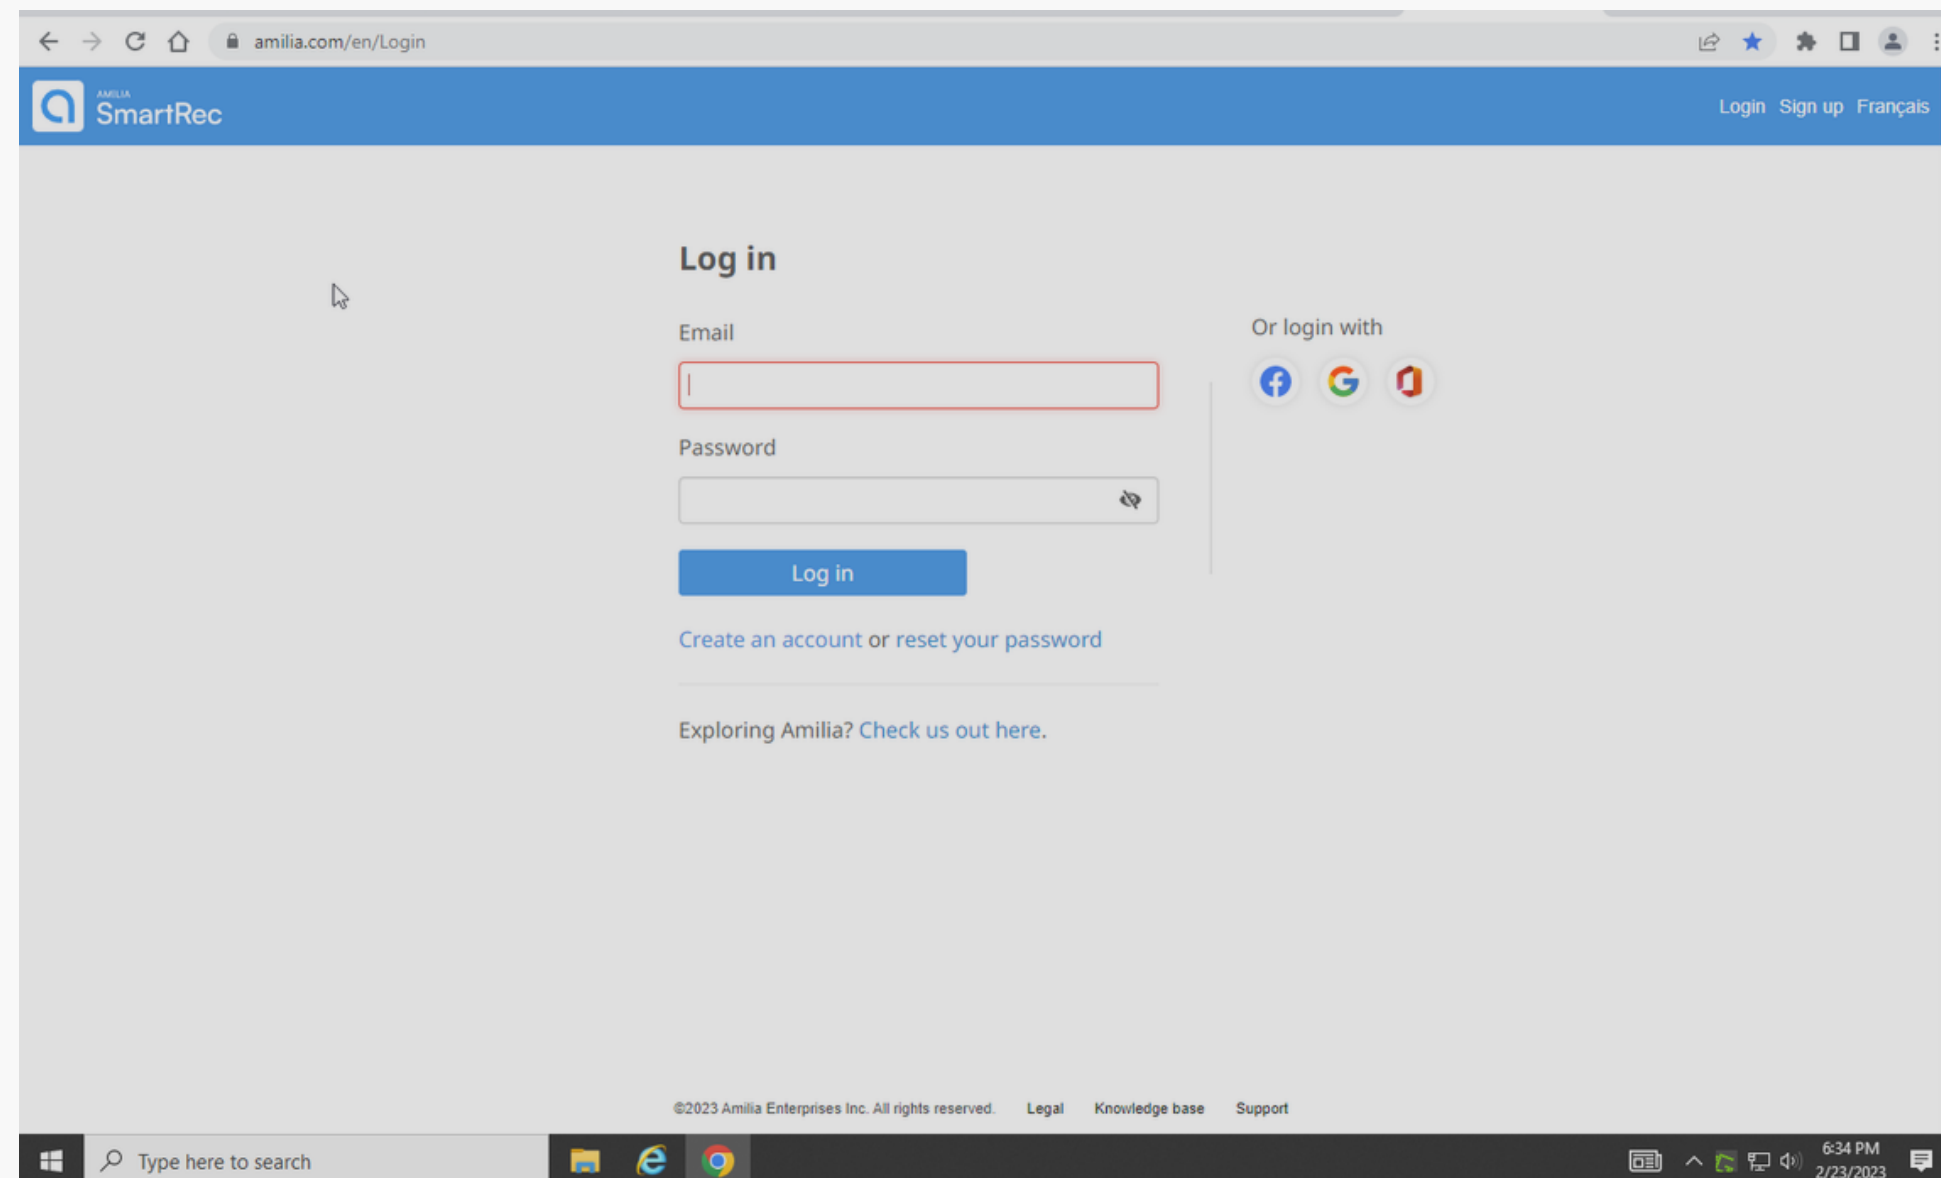 amilia.com/en/Login
AMILIA
SmartRec
Login Sign up Français
Log in
Email
Or login with
Password
Log in
Create an account or reset your password
Exploring Amilia? Check us out here.
©2023 Amilia Enterprises Inc. All rights reserved. Legal Knowledge base Support
Type here to search
6:34 PM
2/23/2023